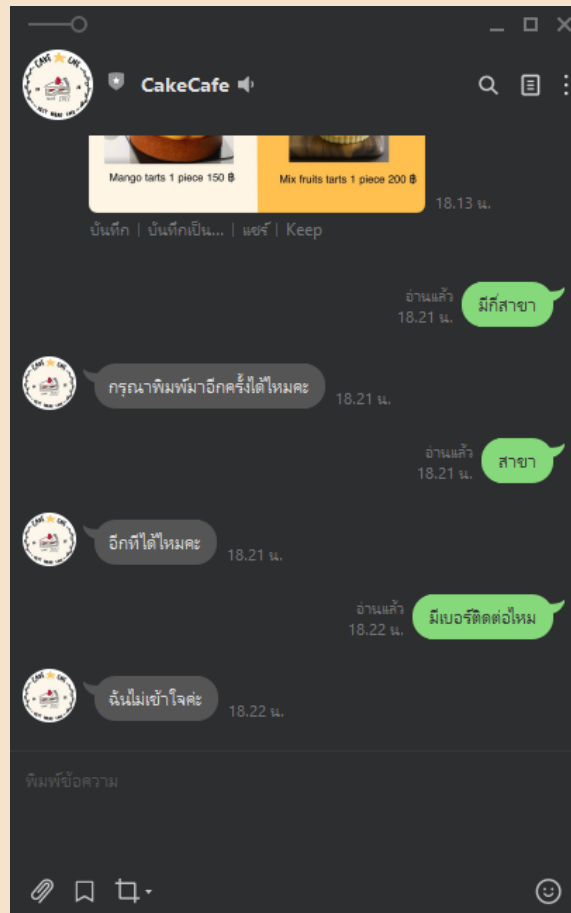 CakeCafe
Mango tarts 1 piece 150 ฿
Mix fruits tarts 1 piece 200 ฿
18.13 น.
บันทึก | บันทึกเป็น... | แชร์ | Keep
อ่านแล้ว
18.21 น.
มีกี่สาขา
กรุณาพิมพ์มาอีกครั้งได้ไหมคะ
18.21 น.
อ่านแล้ว
18.21 น.
สาขา
อีกทีได้ไหมคะ
18.21 น.
อ่านแล้ว
18.22 น.
มีเบอร์ติดต่อไหม
ฉันไม่เข้าใจค่ะ
18.22 น.
พิมพ์ข้อความ